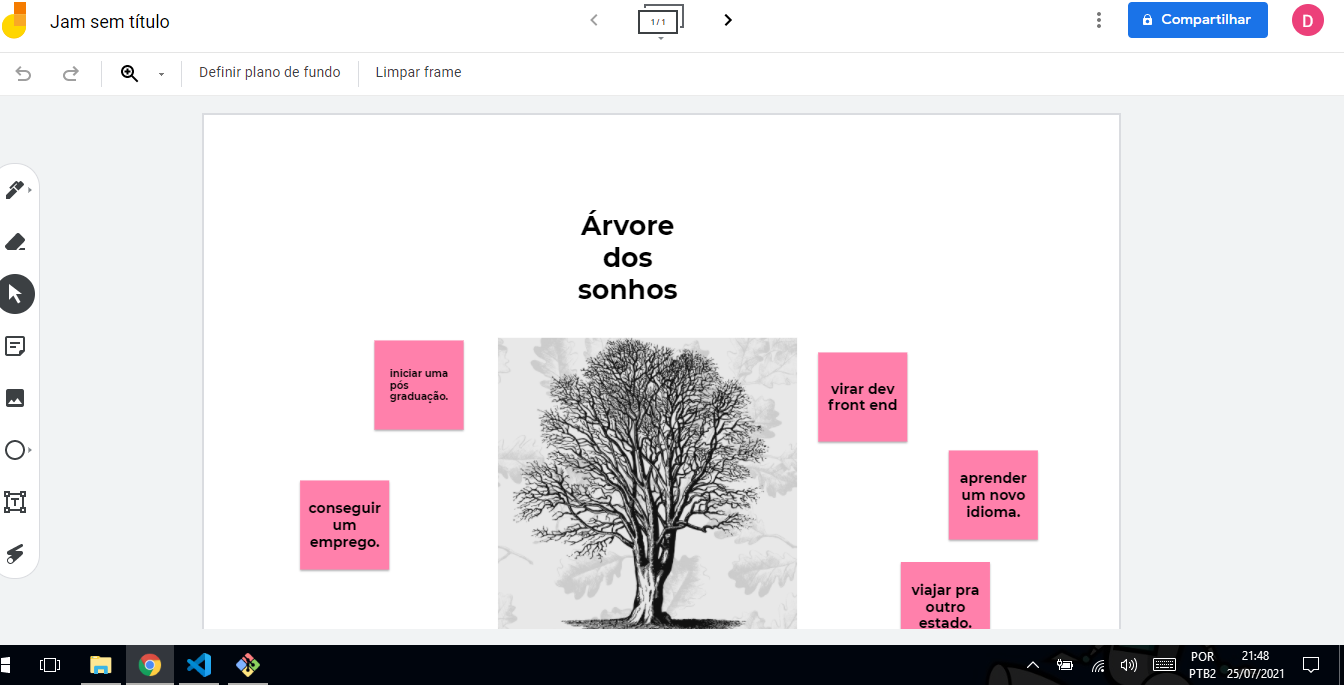 Jam sem título
1/1
Compartilhar
D
Definir plano de fundo
Limpar frame
Árvore
dos
sonhos
iniciar uma
pós
graduação.
virar dev
front end
conseguir
um
emprego.
aprender
um novo
idioma.
viajar pra
outro
estado.
POR
PTB2
21:48
25/07/2021